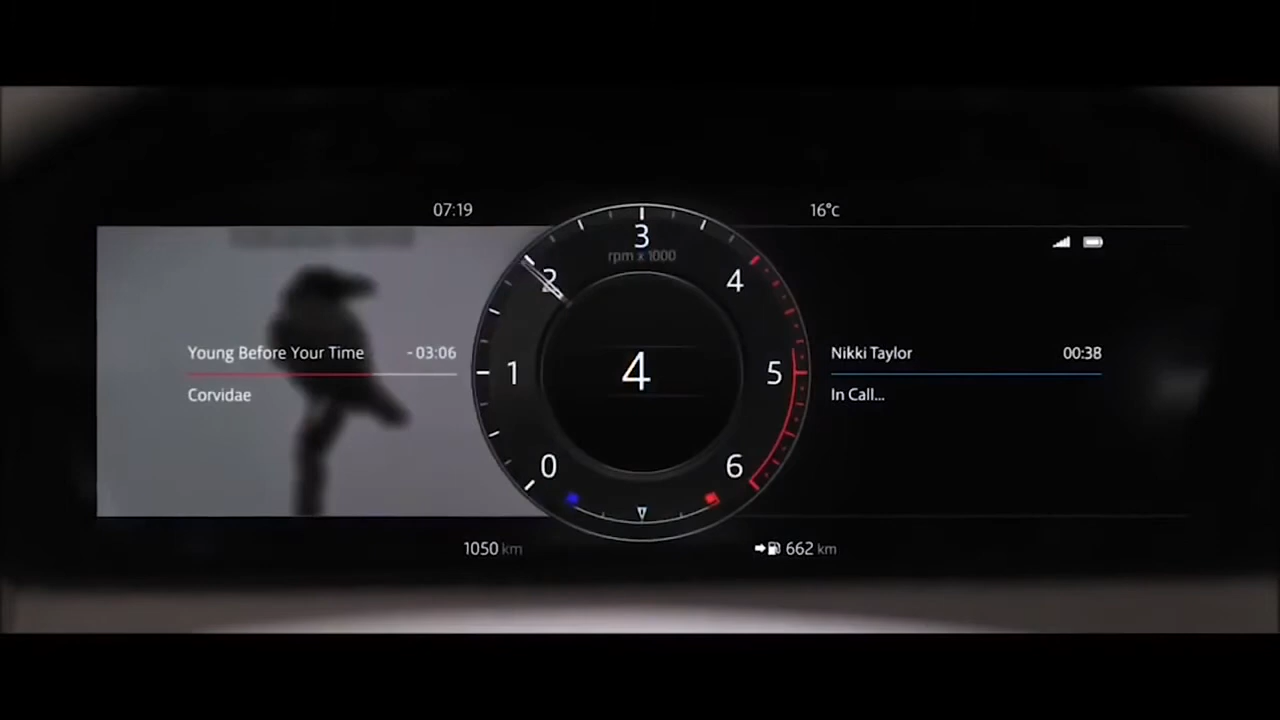 07:19
16°c
3
rpm x 1000
2
4
Young Before Your Time
- 03:06
1
4
5
Nikki Taylor
00:38
Corvidae
In Call...
0
6
1050 km
662 km